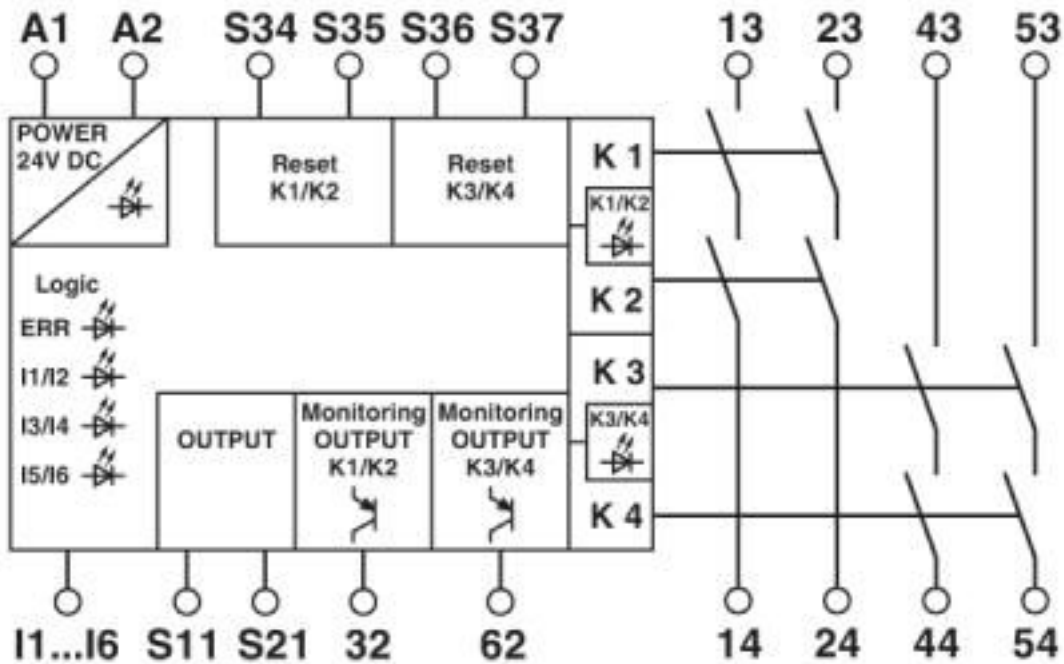 A1 A2 S34 S35 S36 S37 13 23 43 53
POWER
24V DC
Reset
K1/K2
Reset
K3/K4
K 1
K1/K2
K 2
Logic
ERR
I1/I2
I3/I4
I5/I6
OUTPUT
Monitoring
OUTPUT
K1/K2
Monitoring
OUTPUT
K3/K4
K 3
K3/K4
K 4
I1...I6 S11 S21 32 62 14 24 44 54